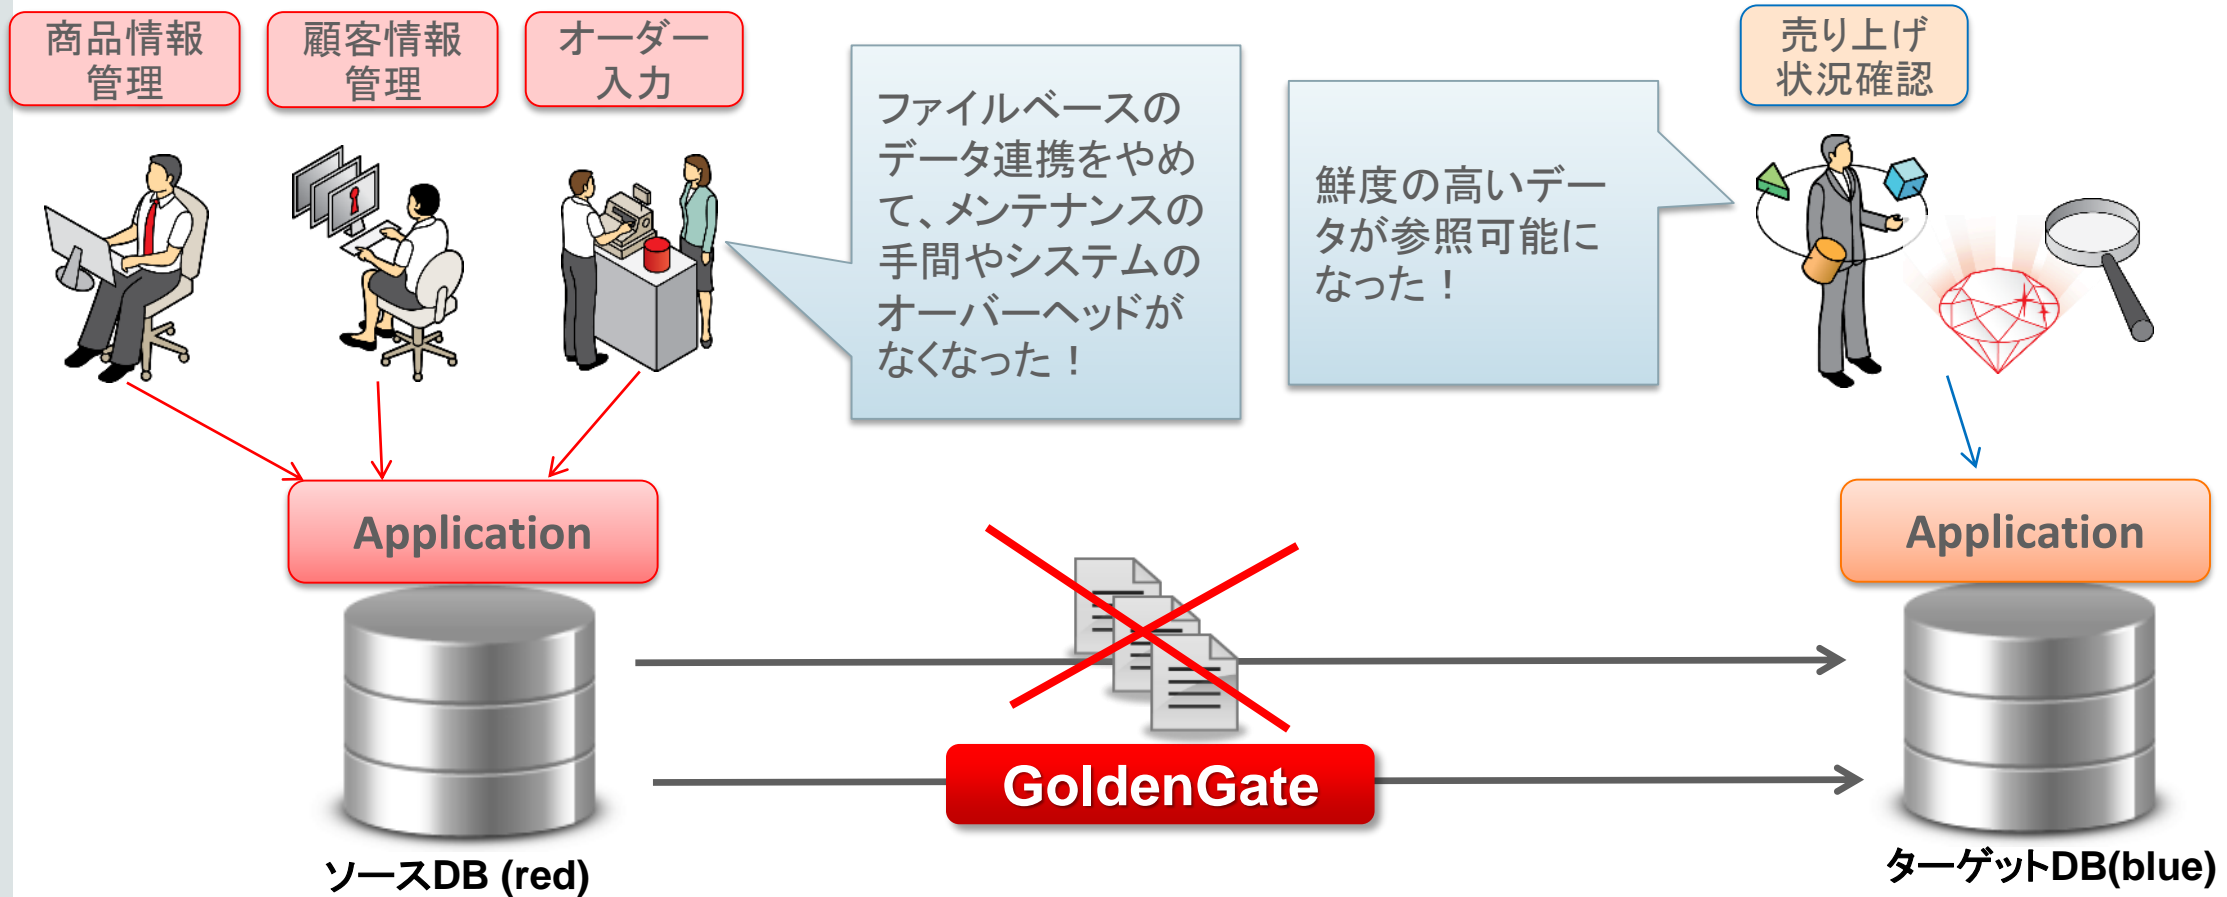 商品情報
管理
顧客情報
管理
オーダー
入力
ファイルベースの
データ連携をやめ
て、メンテナンスの
手間やシステムの
オーバーヘッドが
なくなった！
鮮度の高いデー
タが参照可能に
なった！
売り上げ
状況確認
Application
Application
GoldenGate
ソースDB (red)
ターゲットDB(blue)